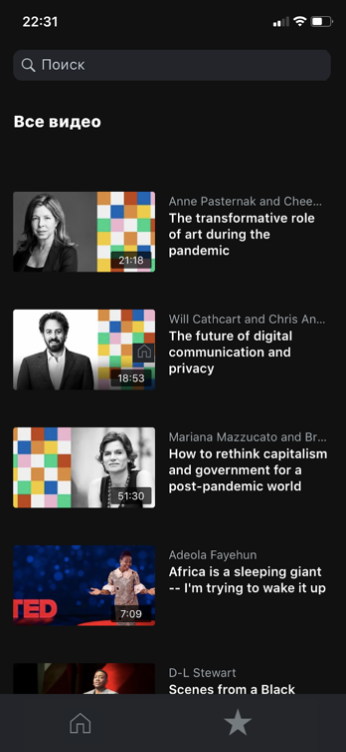 22:31
Поиск
Все видео
Anne Pasternak and Chee...
The transformative role
of art during the
pandemic
21:18
Will Cathcart and Chris An...
The future of digital
communication and
privacy
18:53
Mariana Mazzucato and Br...
How to rethink capitalism
and government for a
post-pandemic world
51:30
Adeola Fayehun
Africa is a sleeping giant
-- I'm trying to wake it up
TED
7:09
D-L Stewart
Scenes from a Black